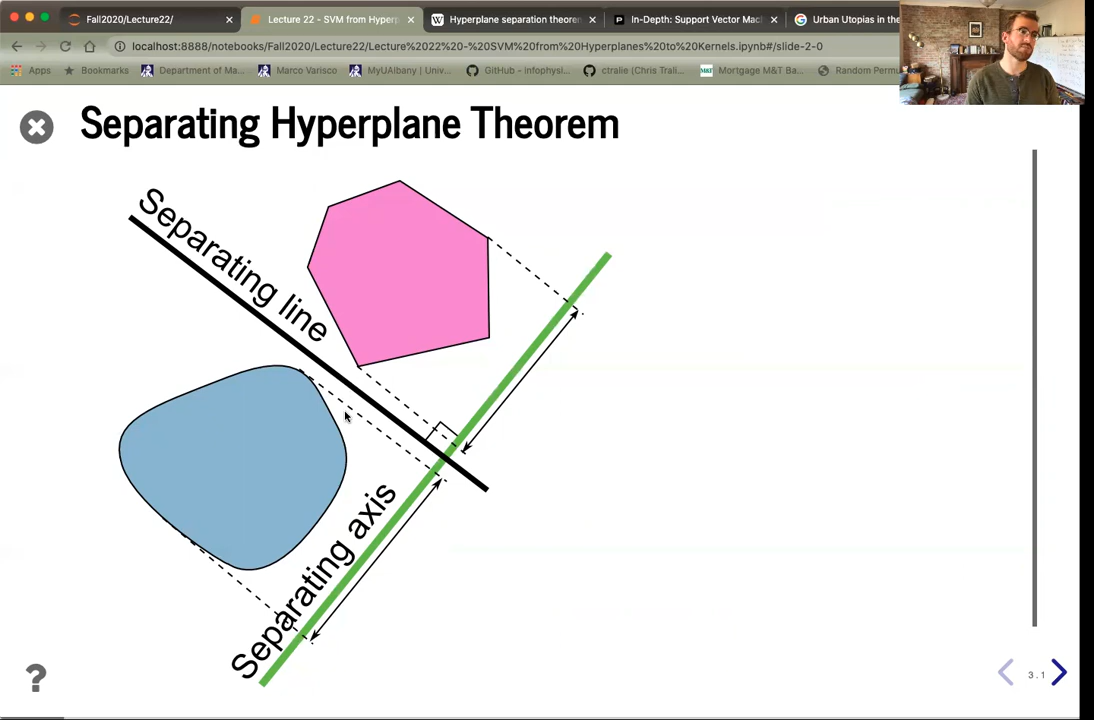 Fall2020/Lecture22/
Lecture 22 - SVM from Hyperp
Hyperplane separation theorem
In-Depth: Support Vector Mac
Urban Utopias in the
localhost:8888/notebooks/Fall2020/Lecture22/Lecture%2022%20-%20SVM%20from%20Hyperplanes%20to%20Kernels.ipynb#/slide-2-0
Apps
Bookmarks
Department of Ma...
Marco Varisco
MyUAlbany | Univ...
GitHub - infophysi...
ctralie (Chris Trali...
M&T
Mortgage M&T Ba...
Random Permu
Separating Hyperplane Theorem
Separating line
Separating axis
?
3.1